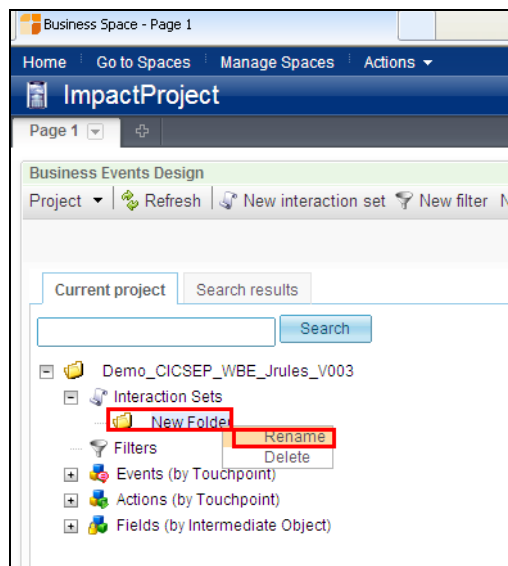 Business Space - Page 1
Home Go to Spaces Manage Spaces Actions
ImpactProject
Page 1
Business Events Design
Project Refresh New interaction set New filter
Current project Search results
Search
Demo_CICSEP_WBE_Jrules_V003
Interaction Sets
New Folder
Rename
Filters
Delete
Events (by Touchpoint)
Actions (by Touchpoint)
Fields (by Intermediate Object)